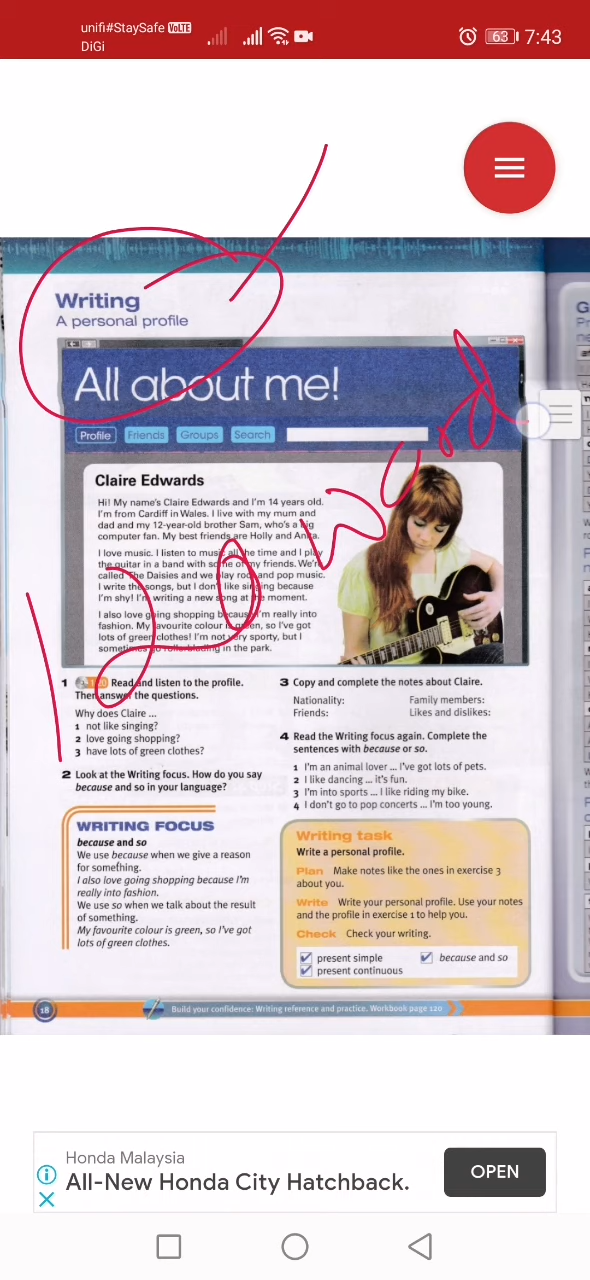 unifi#StaySafe VoLTE
DiGi
63
7:43
Writing
A personal profile
All about me!
Profile Friends Groups Search
Claire Edwards
Hi! My name's Claire Edwards and I'm 14 years old.
I'm from Cardiff in Wales. I live with my mum and
dad and my 12-year-old brother Sam, who's a big
computer fan. My best friends are Holly and Anita.
I love music. I listen to music all the time and I play
the guitar in a band with some of my friends. We're
called The Daisies and we play rock and pop music.
I write the songs, but I don't like singing because
I'm shy! I'm writing a new song at the moment.
I also love going shopping because I'm really into
fashion. My favourite colour is green, so I've got
lots of green clothes! I'm not very sporty, but I
sometimes go rollerblading in the park.
120 word
1 Read and listen to the profile.
Then answer the questions.
Why does Claire ...
1 not like singing?
2 love going shopping?
3 have lots of green clothes?
2 Look at the Writing focus. How do you say
because and so in your language?
WRITING FOCUS
because and so
We use because when we give a reason
for something.
I also love going shopping because I'm
really into fashion.
We use so when we talk about the result
of something.
My favourite colour is green, so I've got
lots of green clothes.
3 Copy and complete the notes about Claire.
Nationality: Family members:
Friends: Likes and dislikes:
4 Read the Writing focus again. Complete the
sentences with because or so.
1 I'm an animal lover ... I've got lots of pets.
2 I like dancing ... it's fun.
3 I'm into sports ... I like riding my bike.
4 I don't go to pop concerts ... I'm too young.
Writing task
Write a personal profile.
Plan Make notes like the ones in exercise 3
about you.
Write Write your personal profile. Use your notes
and the profile in exercise 1 to help you.
Check Check your writing.
present simple because and so
present continuous
18 Build your confidence: Writing reference and practice. Workbook page 120
Honda Malaysia
All-New Honda City Hatchback.
OPEN